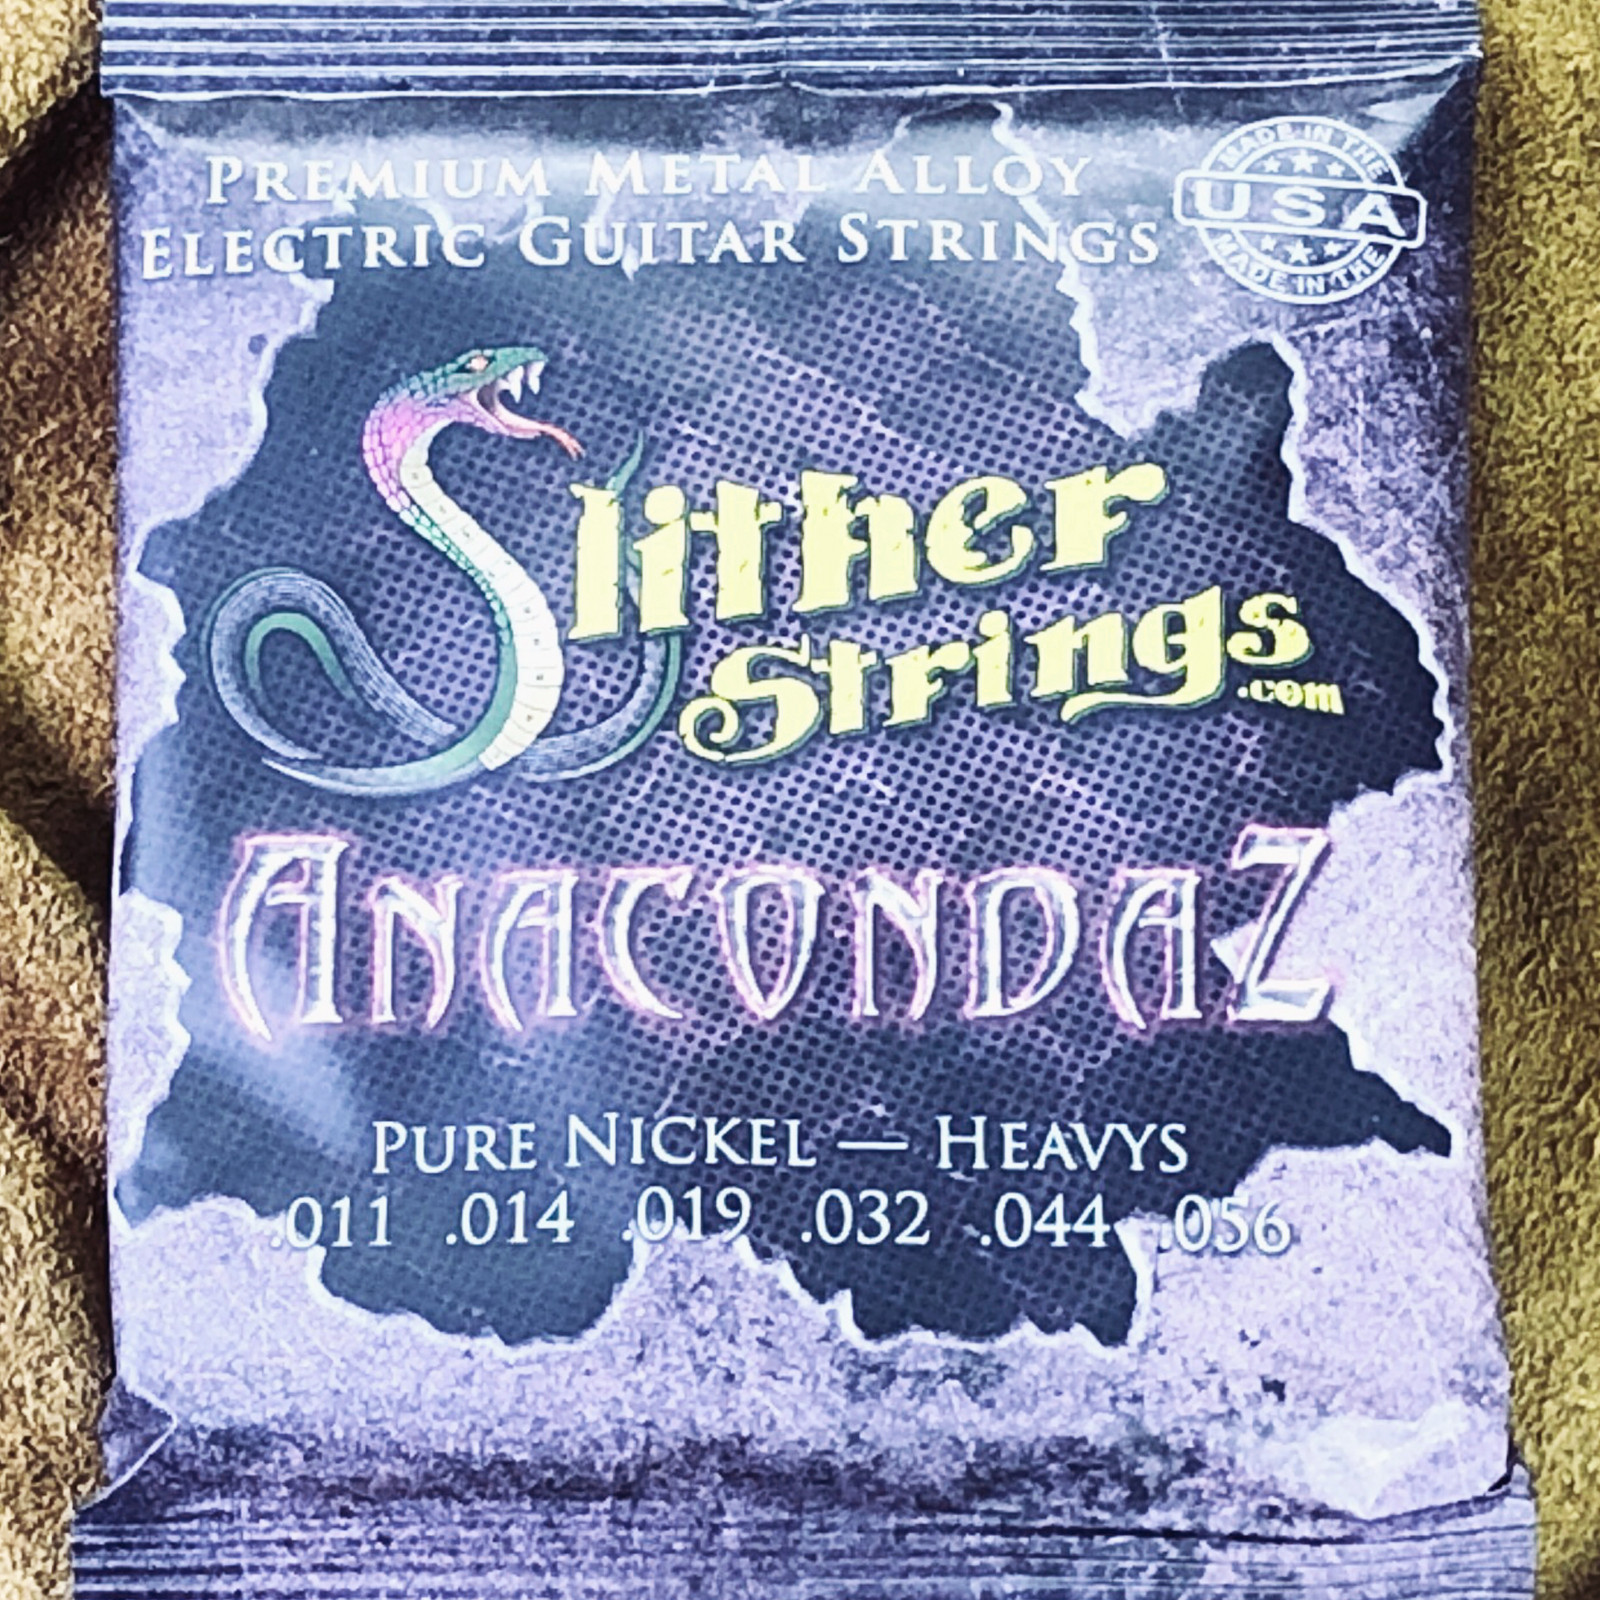 Premium Metal Alloy
Electric Guitar Strings
MADE IN THE
USA
MADE IN THE
Slither
Strings
.com
AnacondaZ
Pure Nickel — Heavys
.011 .014 .019 .032 .044 .056